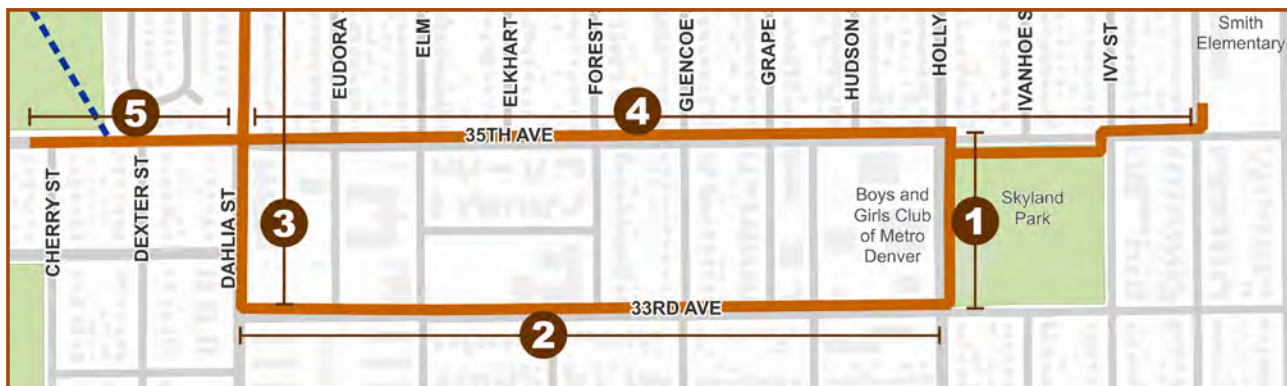 Smith
Elementary
EUDORA
ELM
ELKHART
FOREST
GLENCOE
GRAPE
HUDSON
HOLLY
IVANHOE S
IVY ST
5
4
35TH AVE
CHERRY ST
DEXTER ST
DAHLIA ST
3
Boys and
Girls Club
of Metro
Denver
1
Skyland
Park
33RD AVE
2